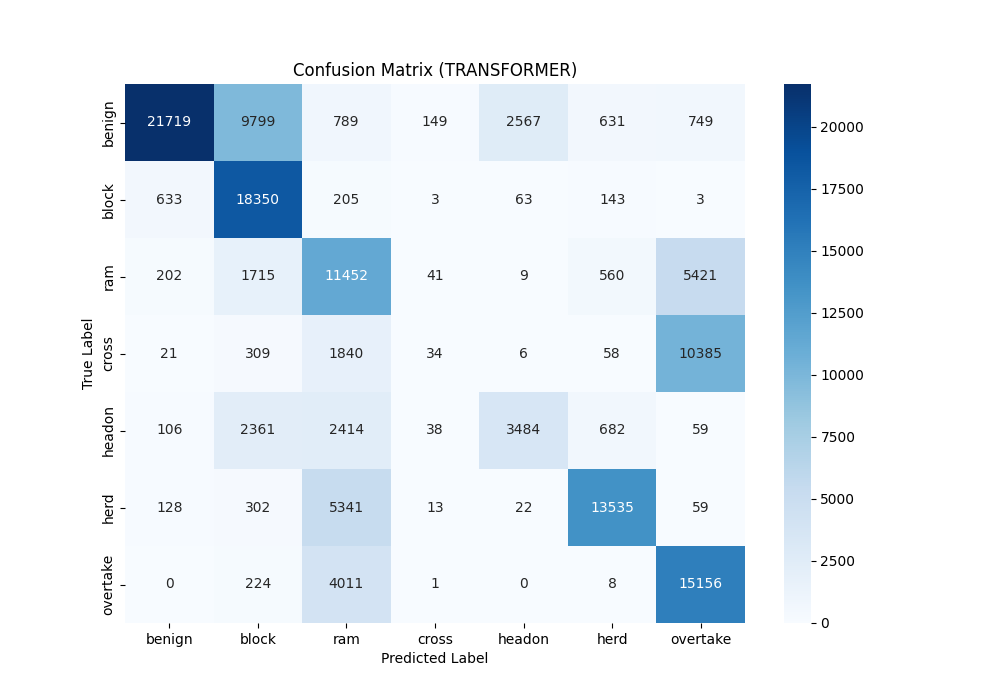 Confusion Matrix (TRANSFORMER)
True Label
benign 21719 9799 789 149 2567 631 749
block 633 18350 205 3 63 143 3
ram 202 1715 11452 41 9 560 5421
cross 21 309 1840 34 6 58 10385
headon 106 2361 2414 38 3484 682 59
herd 128 302 5341 13 22 13535 59
overtake 0 224 4011 1 0 8 15156
benign block ram cross headon herd overtake
Predicted Label
20000
17500
15000
12500
10000
7500
5000
2500
0